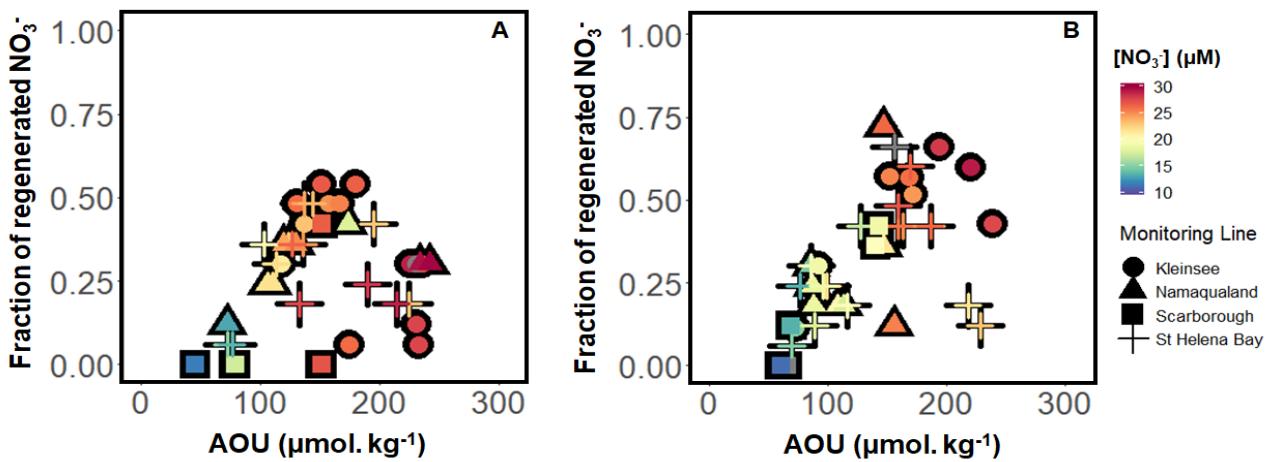 A
Fraction of regenerated NO₃⁻
1.00
0.75
0.50
0.25
0.00
0 100 200 300
AOU (µmol. kg⁻¹)
B
Fraction of regenerated NO₃⁻
1.00
0.75
0.50
0.25
0.00
0 100 200 300
AOU (µmol. kg⁻¹)
[NO₃⁻] (µM)
30
25
20
15
10
Monitoring Line
Kleinsee
Namaqualand
Scarborough
St Helena Bay